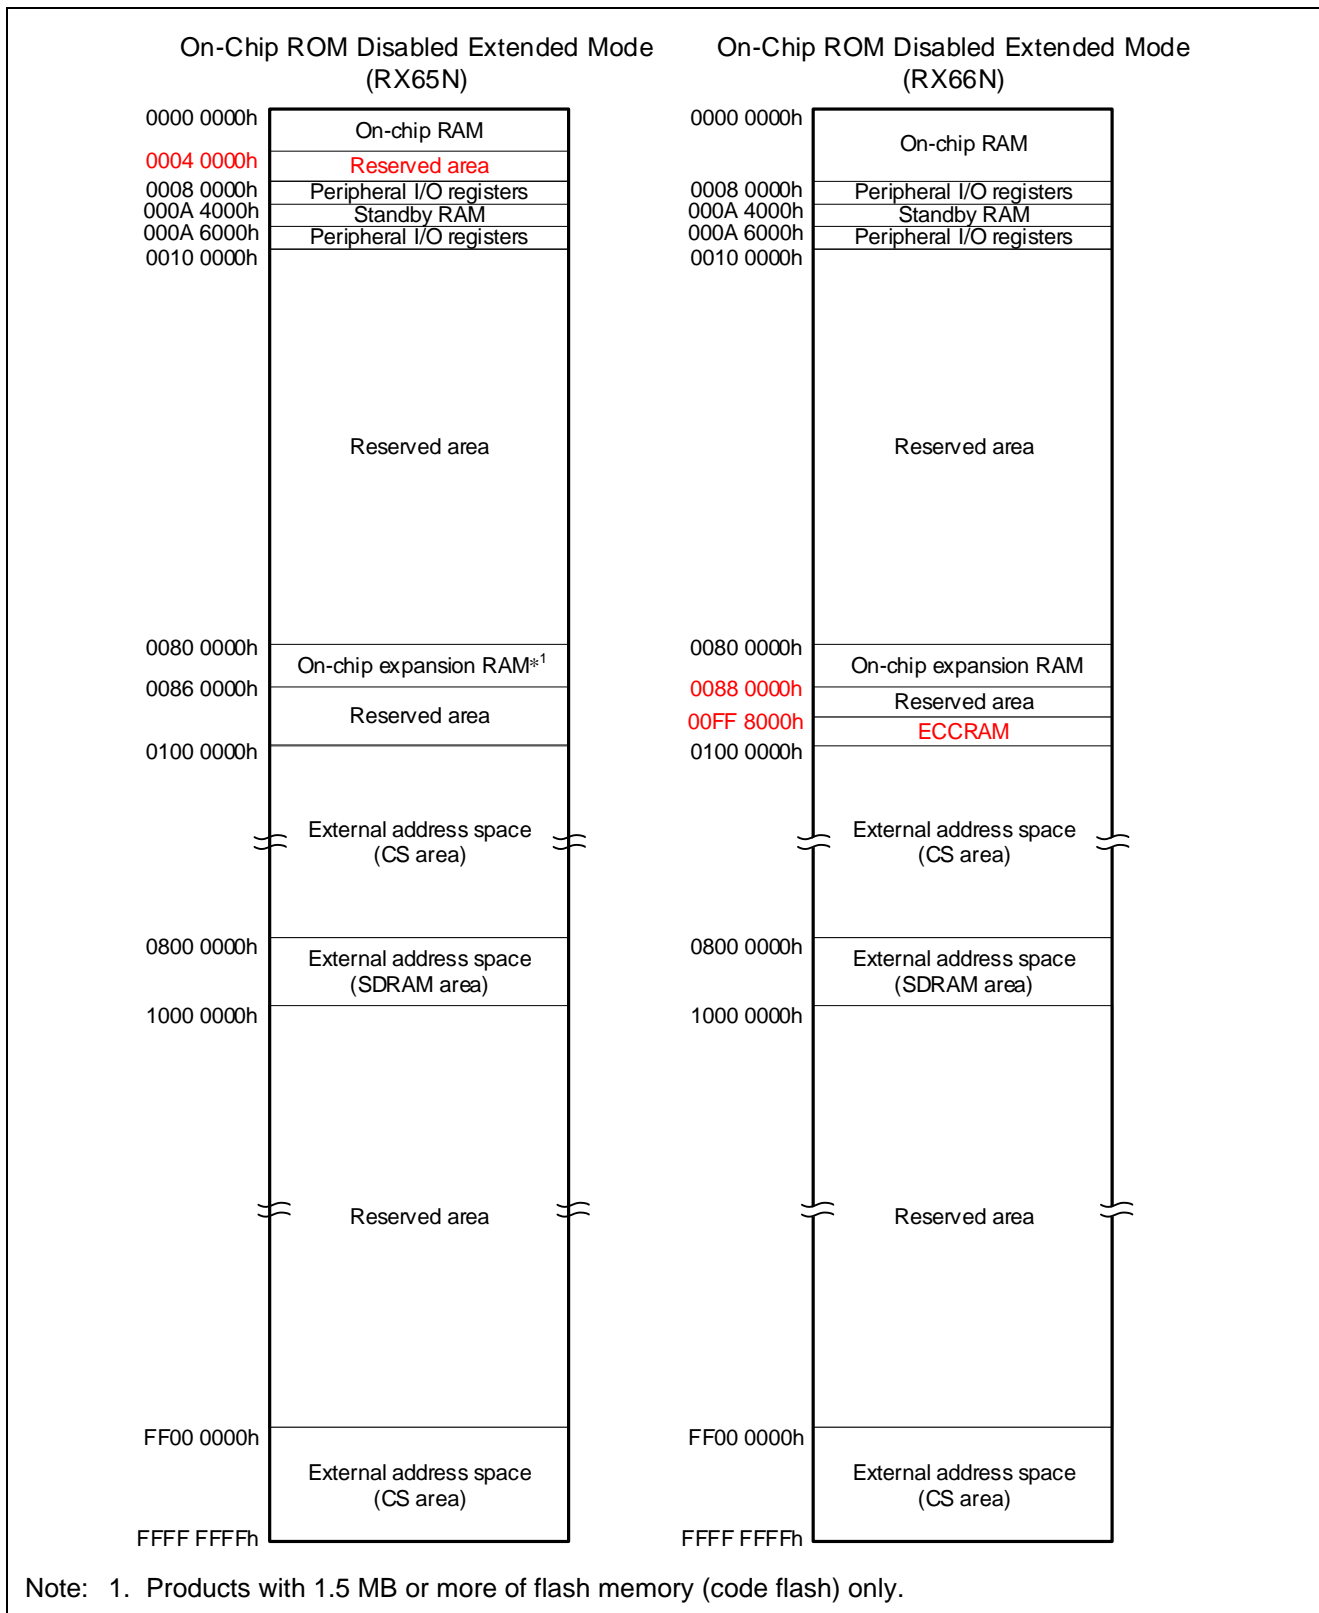 On-Chip ROM Disabled Extended Mode
(RX65N)
0000 0000h
On-chip RAM
0004 0000h
Reserved area
0008 0000h
Peripheral I/O registers
000A 4000h
Standby RAM
000A 6000h
Peripheral I/O registers
0010 0000h
Reserved area
0080 0000h
On-chip expansion RAM*1
0086 0000h
Reserved area
0100 0000h
External address space
(CS area)
0800 0000h
External address space
(SDRAM area)
1000 0000h
Reserved area
FF00 0000h
External address space
(CS area)
FFFF FFFFh
On-Chip ROM Disabled Extended Mode
(RX66N)
0000 0000h
On-chip RAM
0008 0000h
Peripheral I/O registers
000A 4000h
Standby RAM
000A 6000h
Peripheral I/O registers
0010 0000h
Reserved area
0080 0000h
On-chip expansion RAM
0088 0000h
Reserved area
00FF 8000h
ECCRAM
0100 0000h
External address space
(CS area)
0800 0000h
External address space
(SDRAM area)
1000 0000h
Reserved area
FF00 0000h
External address space
(CS area)
FFFF FFFFh
Note: 1. Products with 1.5 MB or more of flash memory (code flash) only.